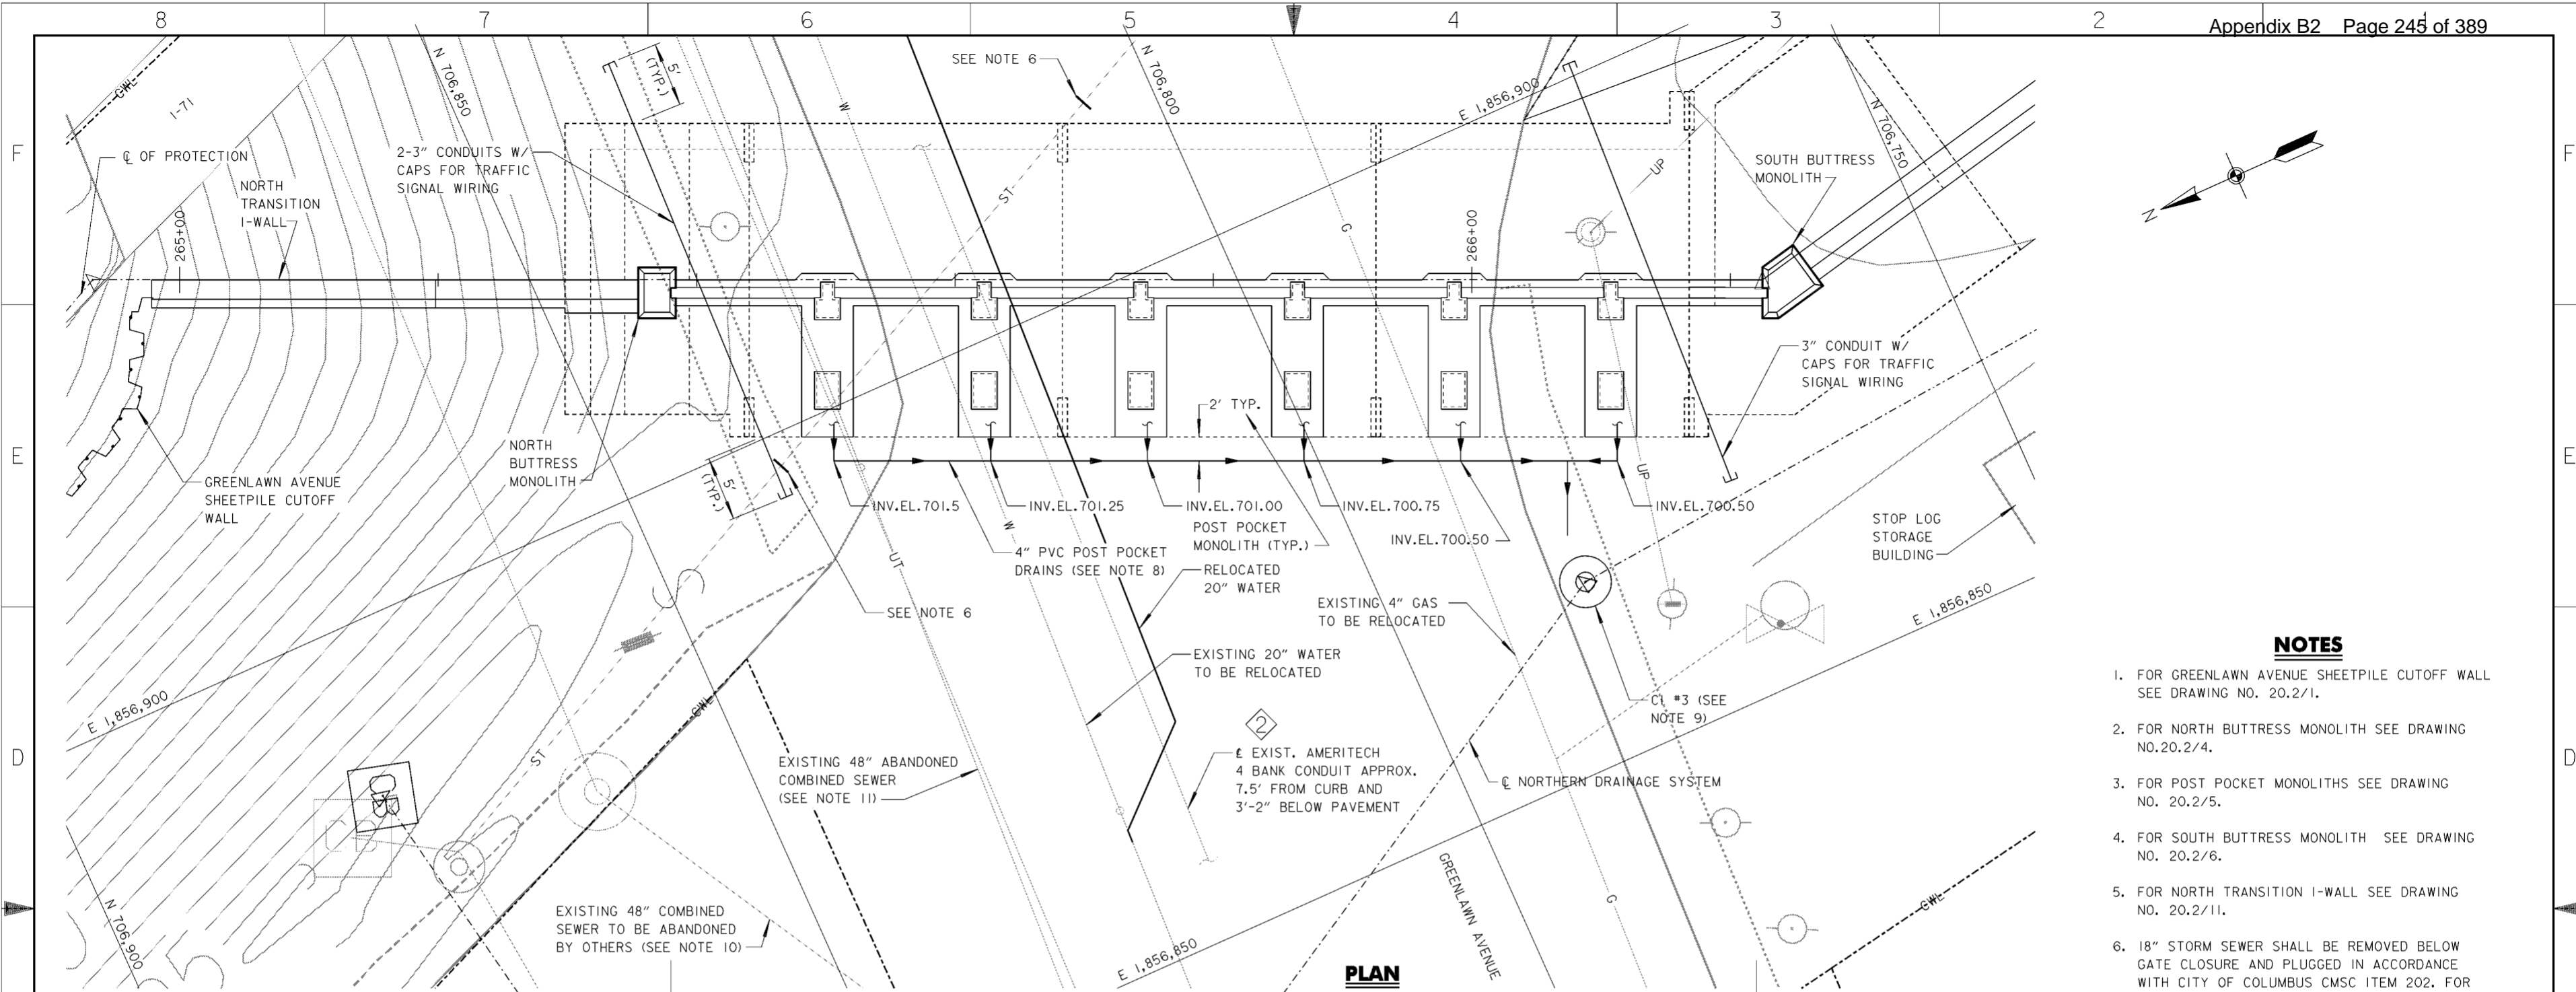 8
7
6
5
4
3
2
Appendix B2 Page 245 of 389
F
F
E
E
D
D
CWL
I-71
N 706,850
5'
(TYP.)
SEE NOTE 6
N 706,800
E 1,856,900
N 706,750
W
ST
G
UP
℄ OF PROTECTION
NORTH
TRANSITION
I-WALL
265+00
2-3" CONDUITS W/
CAPS FOR TRAFFIC
SIGNAL WIRING
266+00
SOUTH BUTTRESS
MONOLITH
N
3" CONDUIT W/
CAPS FOR TRAFFIC
SIGNAL WIRING
2' TYP.
NORTH
BUTTRESS
MONOLITH
GREENLAWN AVENUE
SHEETPILE CUTOFF
WALL
5'
(TYP.)
UP
INV.EL.701.5
INV.EL.701.25
INV.EL.701.00
INV.EL.700.75
INV.EL.700.50
INV.EL.700.50
POST POCKET
MONOLITH (TYP.)
STOP LOG
STORAGE
BUILDING
W
UT
4" PVC POST POCKET
DRAINS (SEE NOTE 8)
RELOCATED
20" WATER
SEE NOTE 6
EXISTING 4" GAS
TO BE RELOCATED
E 1,856,850
EXISTING 20" WATER
TO BE RELOCATED
E 1,856,900
CWL
ST
CI #3 (SEE
NOTE 9)
2
℄ EXIST. AMERITECH
4 BANK CONDUIT APPROX.
7.5' FROM CURB AND
3'-2" BELOW PAVEMENT
EXISTING 48" ABANDONED
COMBINED SEWER
(SEE NOTE 11)
℄ NORTHERN DRAINAGE SYSTEM
CB
GREENLAWN AVENUE
G
CWL
N 706,900
EXISTING 48" COMBINED
SEWER TO BE ABANDONED
BY OTHERS (SEE NOTE 10)
E 1,856,850
PLAN
NOTES
1. FOR GREENLAWN AVENUE SHEETPILE CUTOFF WALL
SEE DRAWING NO. 20.2/1.
2. FOR NORTH BUTTRESS MONOLITH SEE DRAWING
NO.20.2/4.
3. FOR POST POCKET MONOLITHS SEE DRAWING
NO. 20.2/5.
4. FOR SOUTH BUTTRESS MONOLITH SEE DRAWING
NO. 20.2/6.
5. FOR NORTH TRANSITION I-WALL SEE DRAWING
NO. 20.2/11.
6. 18" STORM SEWER SHALL BE REMOVED BELOW
GATE CLOSURE AND PLUGGED IN ACCORDANCE
WITH CITY OF COLUMBUS CMSC ITEM 202. FOR